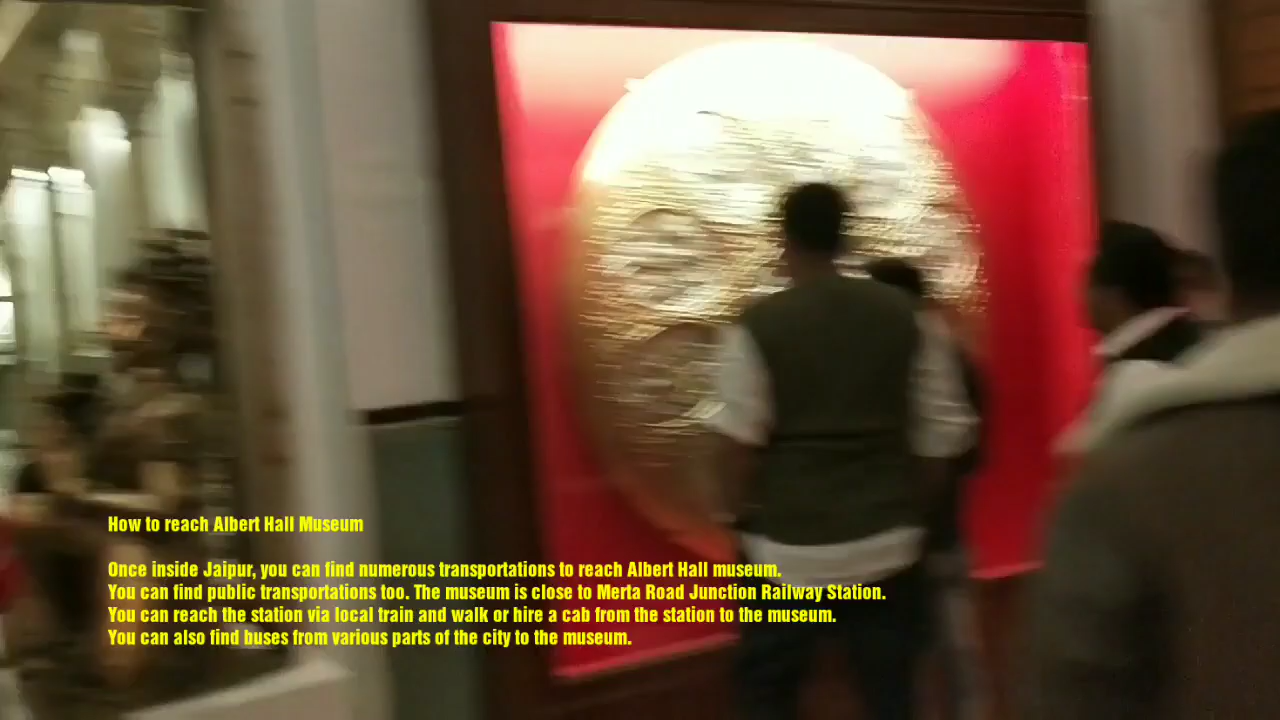 How to reach Albert Hall Museum
Once inside Jaipur, you can find numerous transportations to reach Albert Hall museum.
You can find public transportations too. The museum is close to Merta Road Junction Railway Station.
You can reach the station via local train and walk or hire a cab from the station to the museum.
You can also find buses from various parts of the city to the museum.